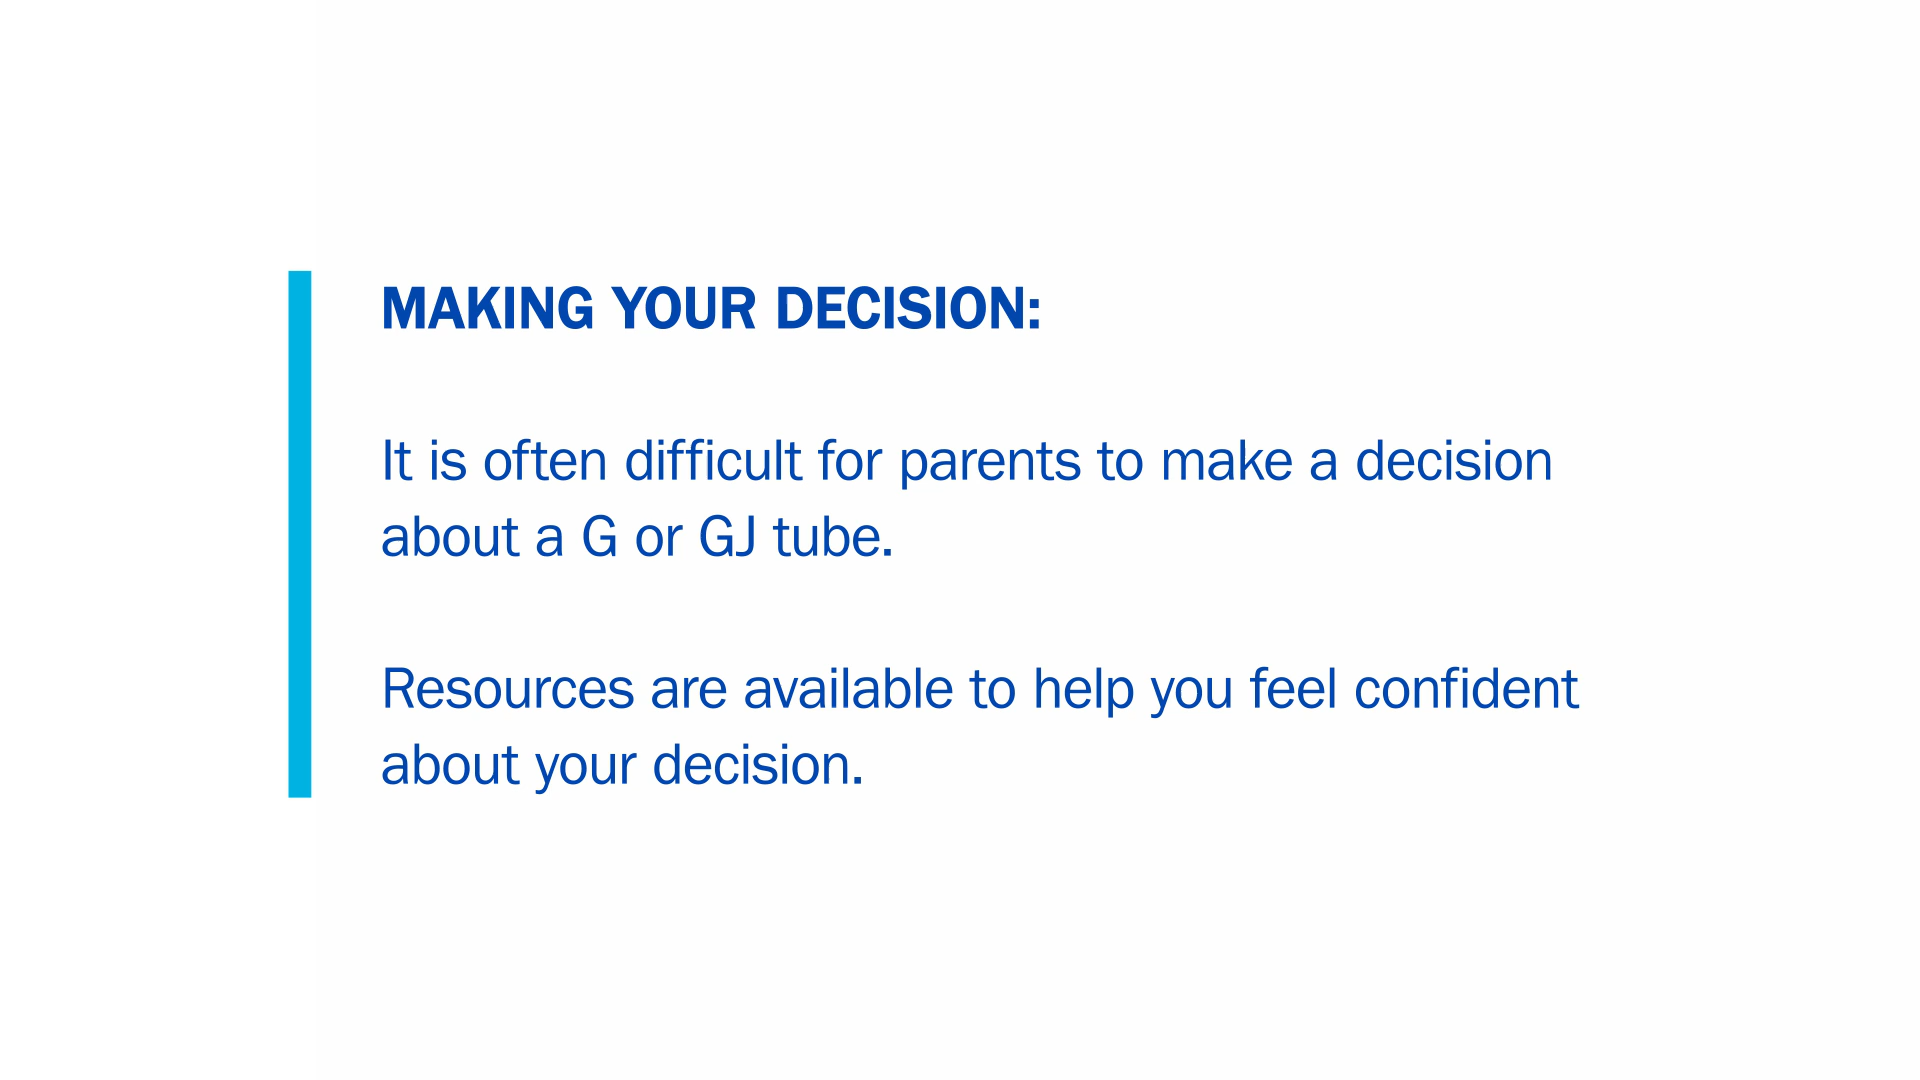 MAKING YOUR DECISION:
It is often difficult for parents to make a decision
about a G or GJ tube.
Resources are available to help you feel confident
about your decision.